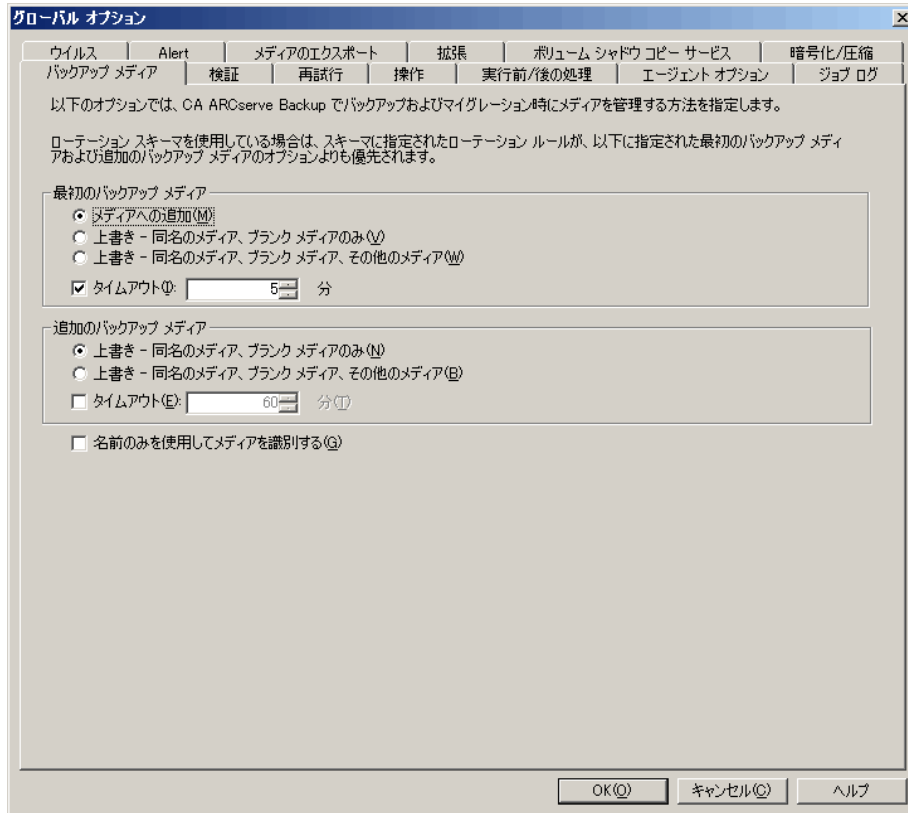 グローバル オプション
ウイルス
Alert
メディアのエクスポート
拡張
ボリューム シャドウ コピー サービス
暗号化/圧縮
バックアップ メディア
検証
再試行
操作
実行前/後の処理
エージェント オプション
ジョブ ログ
以下のオプションでは、CA ARCserve Backup でバックアップおよびマイグレーション時にメディアを管理する方法を指定します。
ローテーション スキーマを使用している場合は、スキーマに指定されたローテーション ルールが、以下に指定された最初のバックアップ メディ
アおよび追加のバックアップ メディアのオプションよりも優先されます。
最初のバックアップ メディア
メディアへの追加(M)
上書き - 同名のメディア、ブランク メディアのみ(V)
上書き - 同名のメディア、ブランク メディア、その他のメディア(W)
タイムアウト(I): 5 分
追加のバックアップ メディア
上書き - 同名のメディア、ブランク メディアのみ(N)
上書き - 同名のメディア、ブランク メディア、その他のメディア(B)
タイムアウト(E): 60 分(T)
名前のみを使用してメディアを識別する(G)
OK(O)
キャンセル(C)
ヘルプ